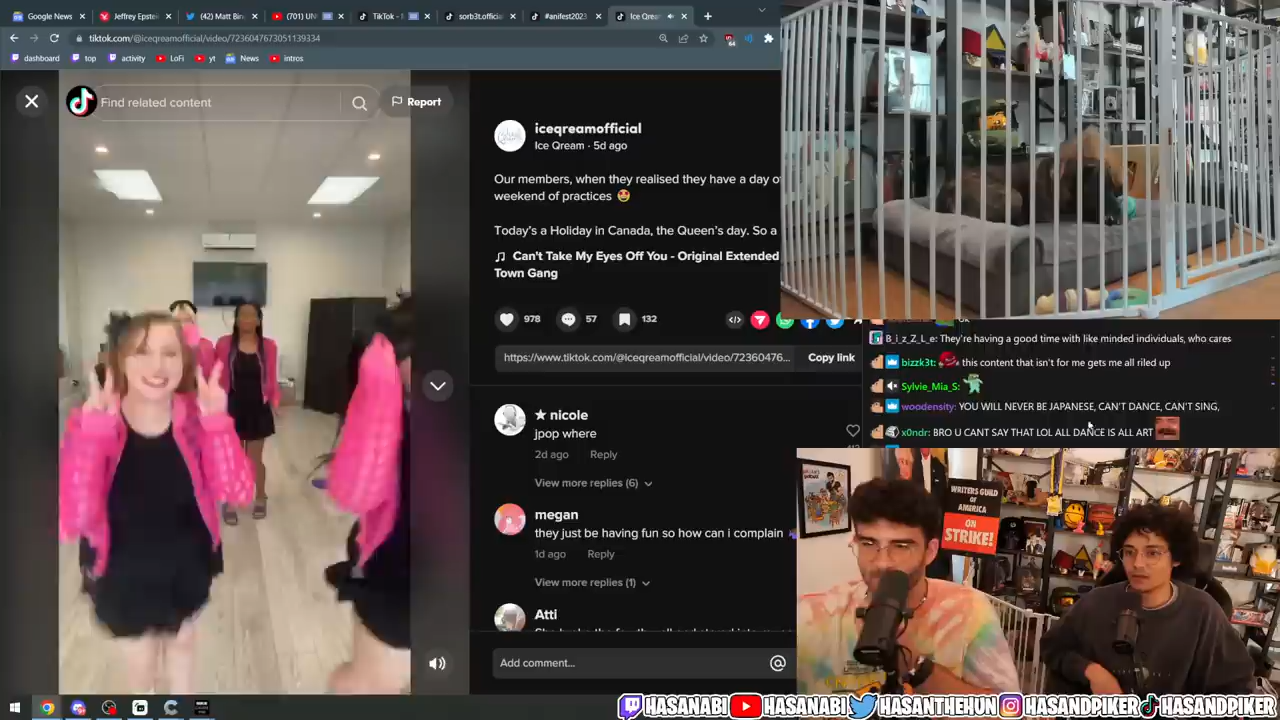 Google News
Jeffrey Epstei
(42) Matt Bin
(701) UN
TikTok -
sorb3t.official
#anifest2023
Ice Qream
tiktok.com/@iceqreamofficial/video/7236047673051139334
dashboard
top
activity
LoFi
yt
News
intros
Find related content
Report
iceqreamofficial
Ice Qream · 5d ago
Our members, when they realised they have a day o
weekend of practices
Today's a Holiday in Canada, the Queen's day. So a
Can't Take My Eyes Off You - Original Extended
Town Gang
978
57
132
https://www.tiktok.com/@iceqreamofficial/video/72360476...
Copy link
nicole
jpop where
2d ago
Reply
View more replies (6)
megan
they just be having fun so how can i complain
1d ago
Reply
View more replies (1)
Atti
Add comment...
B_i_z_Z_L_e: They're having a good time with like minded individuals, who cares
bizzk3t: this content that isn't for me gets me all riled up
Sylvie_Mia_S:
woodensity: YOU WILL NEVER BE JAPANESE, CAN'T DANCE, CAN'T SING,
x0ndr: BRO U CANT SAY THAT LOL ALL DANCE IS ALL ART
WRITERS GUILD
OF
AMERICA
ON
STRIKE!
HASANABI
HASANABI
HASANTHEHUN
HASANDPIKER
HASANDPIKER